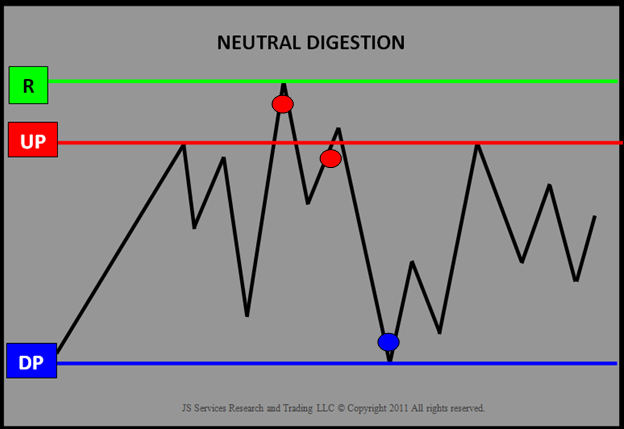 NEUTRAL DIGESTION
R
UP
DP
JS Services Research and Trading LLC © Copyright 2011 All rights reserved.